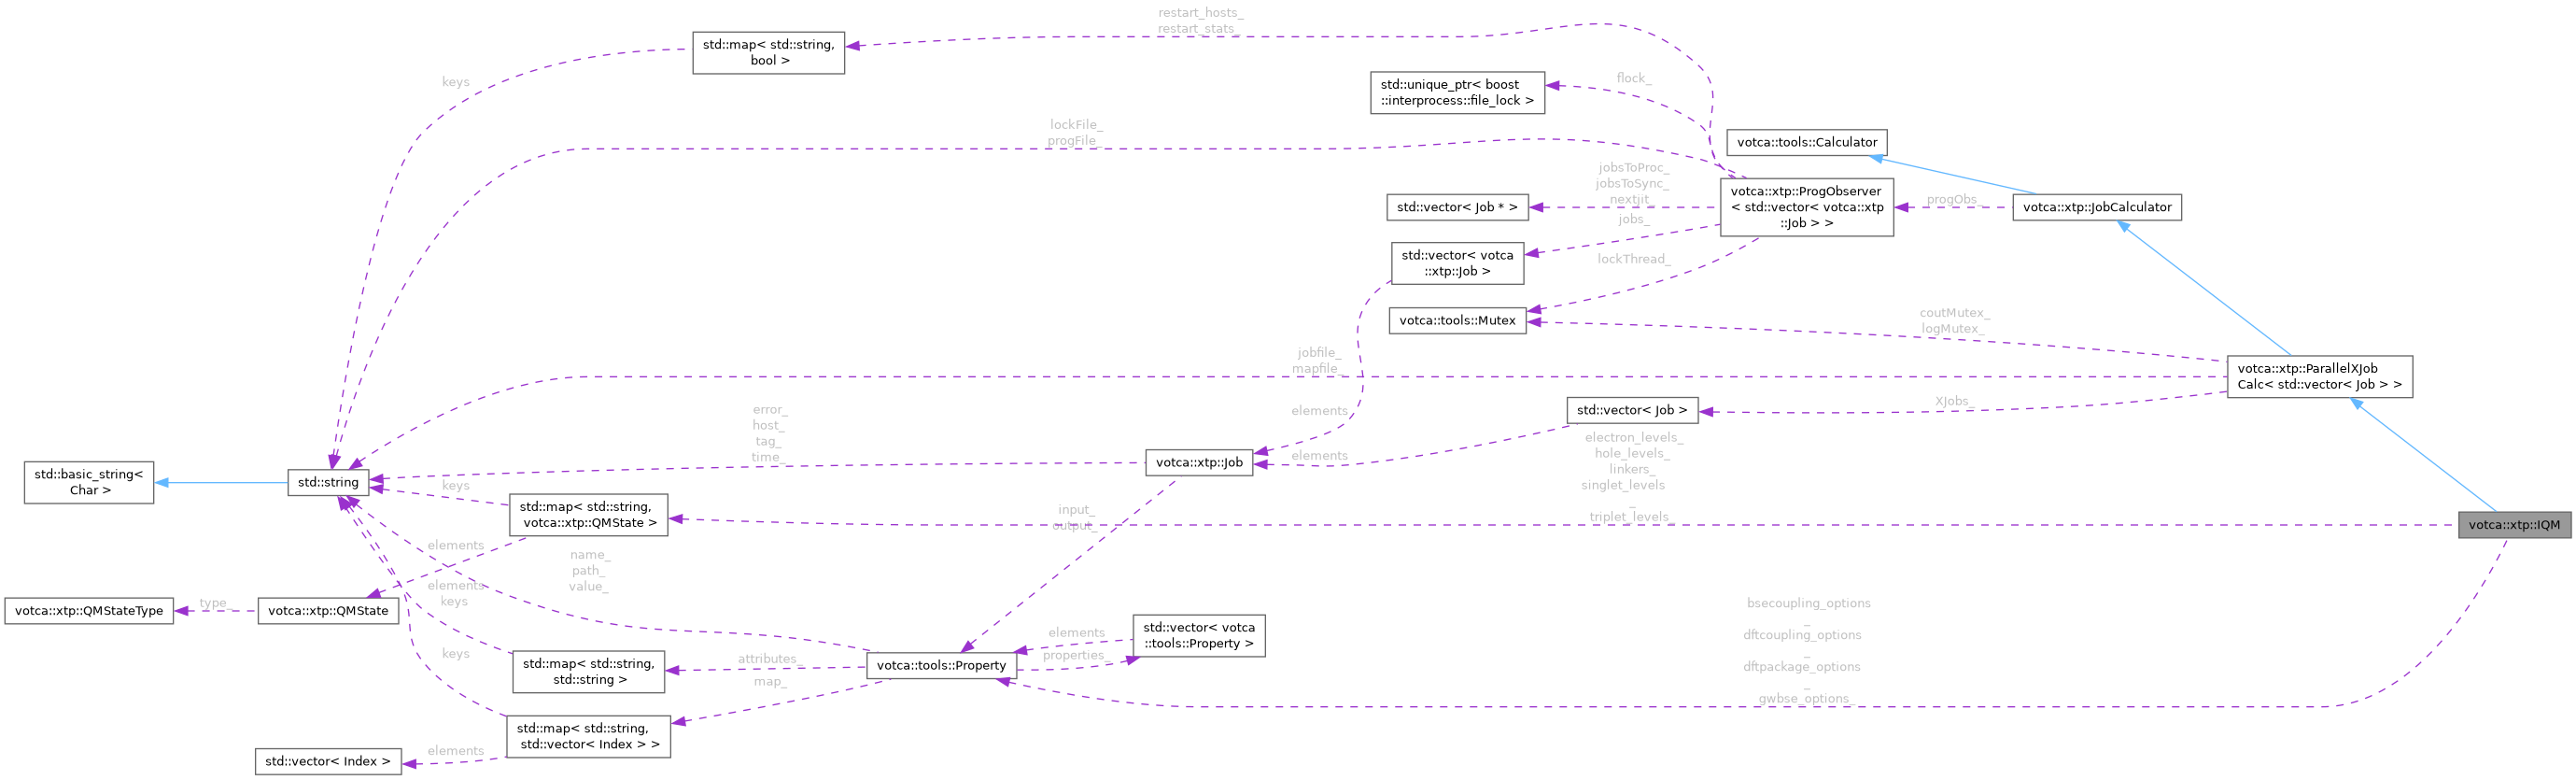 restart_hosts_
restart_stats_
std::map< std::string,
bool >
keys
std::unique_ptr< boost
::interprocess::file_lock >
flock_
lockFile_
progFile_
votca::tools::Calculator
jobsToProc_
jobsToSync_
nextjit_
votca::xtp::ProgObserver
< std::vector< votca::xtp
::Job > >
std::vector< Job * >
progObs_
votca::xtp::JobCalculator
jobs_
std::vector< votca
::xtp::Job >
lockThread_
votca::tools::Mutex
coutMutex_
logMutex_
jobfile_
mapfile_
votca::xtp::ParallelXJob
Calc< std::vector< Job > >
XJobs_
std::vector< Job >
elements
error_
host_
tag_
time_
electron_levels_
hole_levels_
linkers_
singlet_levels
_
triplet_levels_
elements
votca::xtp::Job
std::basic_string<
Char >
std::string
keys
std::map< std::string,
votca::xtp::QMState >
input_
output_
votca::xtp::IQM
elements
name_
path_
value_
elements
keys
votca::xtp::QMStateType
type_
votca::xtp::QMState
bsecoupling_options
_
dftcoupling_options
_
dftpackage_options
_
gwbse_options_
std::vector< votca
::tools::Property >
elements
properties_
keys
std::map< std::string,
std::string >
attributes_
votca::tools::Property
map_
std::map< std::string,
std::vector< Index > >
elements
std::vector< Index >